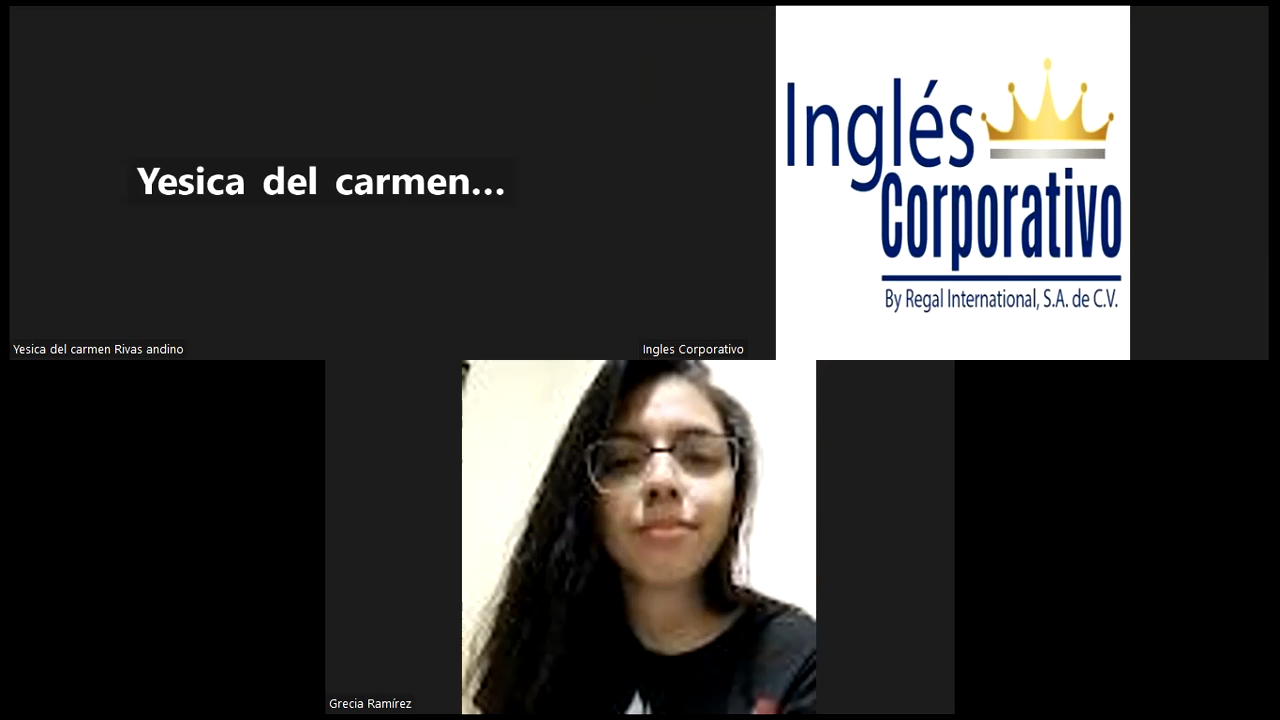 Yesica del carmen...
Inglés
Corporativo
By Regal International, S.A. de C.V.
Yesica del carmen Rivas andino
Ingles Corporativo
Grecia Ramírez